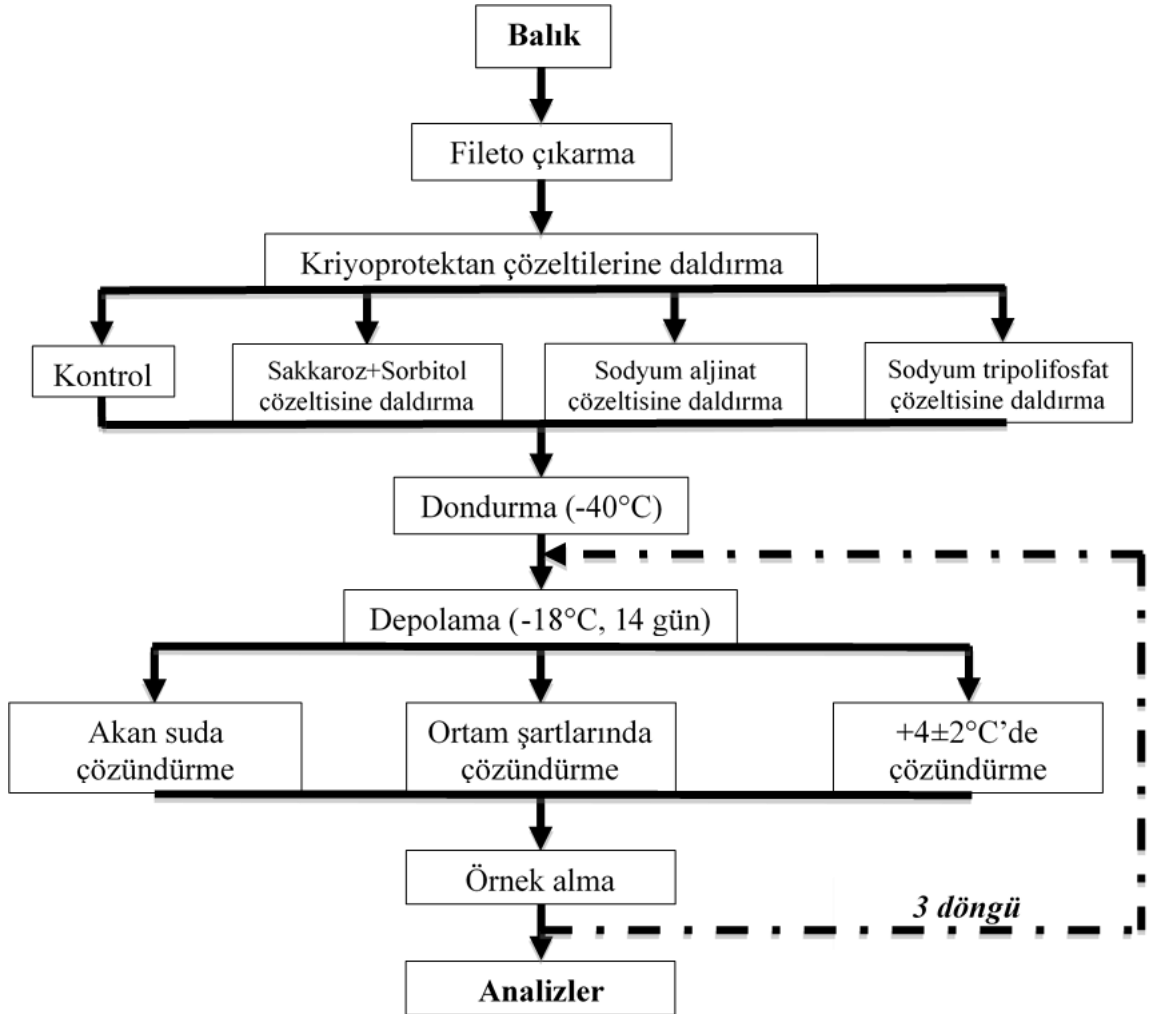 Balık
Fileto çıkarma
Kriyoprotektan çözeltilerine daldırma
Kontrol
Sakkaroz+Sorbitol
çözeltisine daldırma
Sodyum aljinat
çözeltisine daldırma
Sodyum tripolifosfat
çözeltisine daldırma
Dondurma (-40°C)
Depolama (-18°C, 14 gün)
Akan suda
çözündürme
Ortam şartlarında
çözündürme
+4±2°C’de
çözündürme
Örnek alma
3 döngü
Analizler